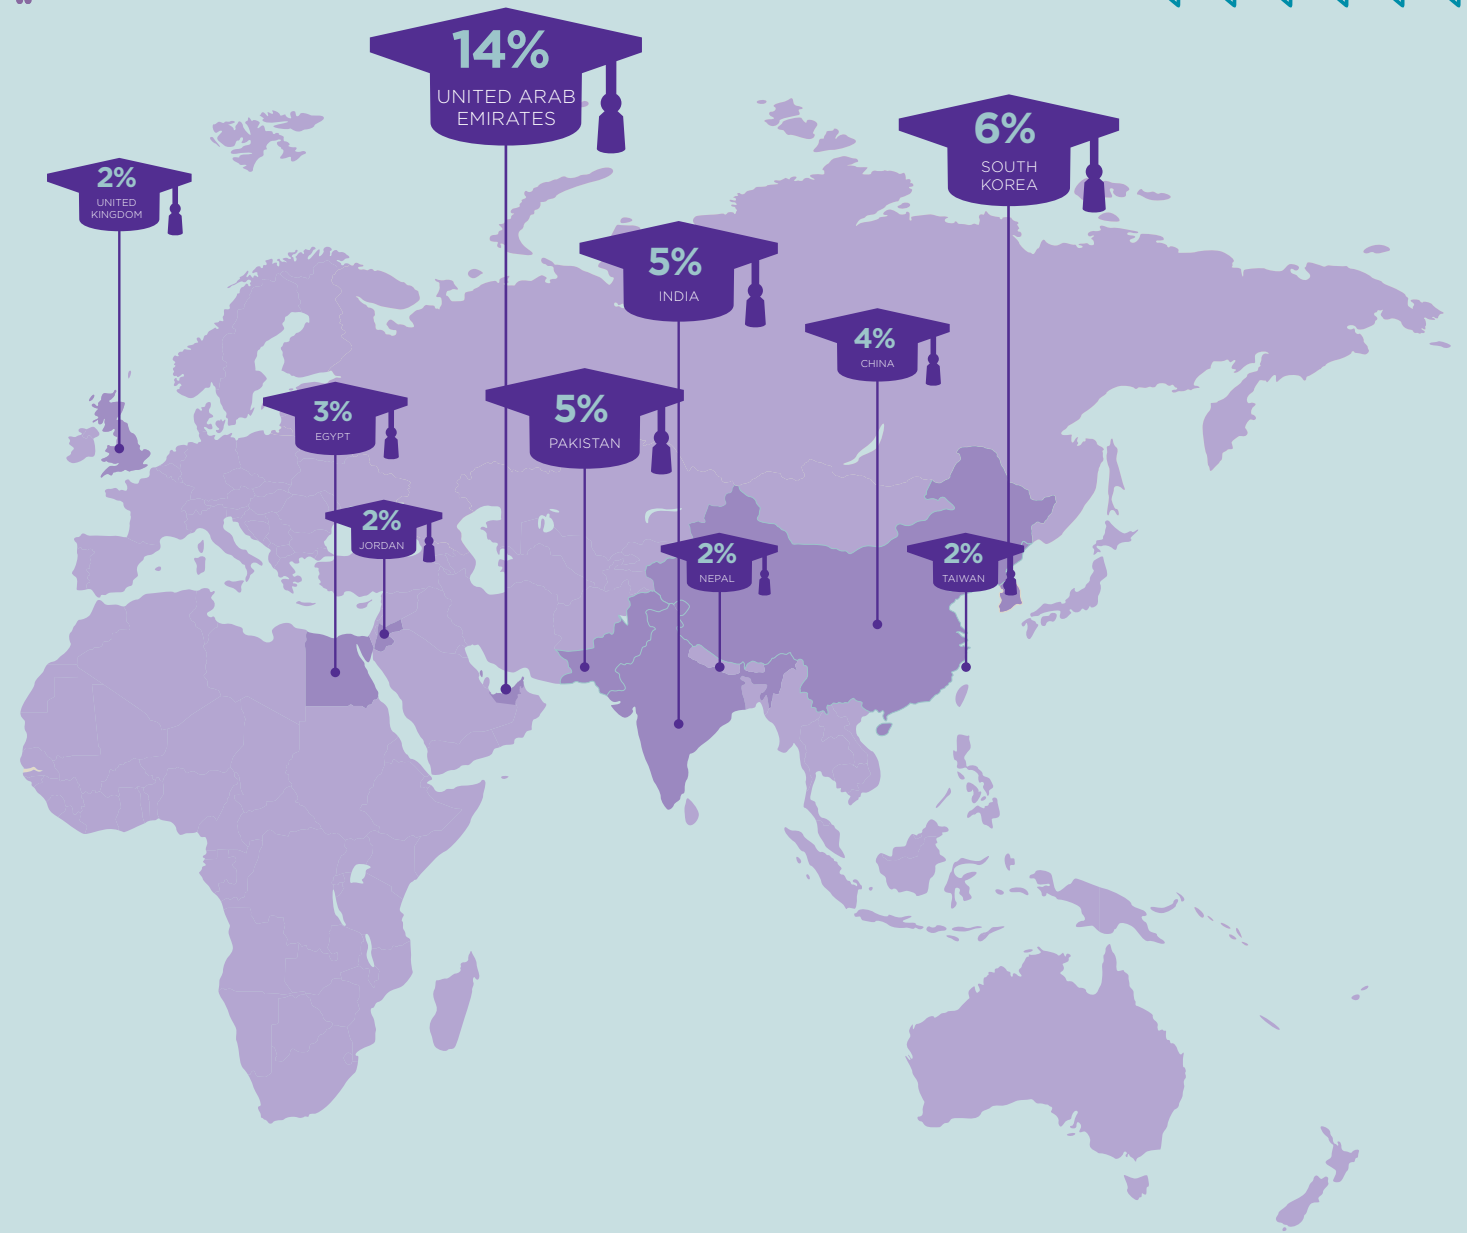 14%
UNITED ARAB
EMIRATES
6%
SOUTH
KOREA
2%
UNITED
KINGDOM
5%
INDIA
4%
CHINA
3%
EGYPT
5%
PAKISTAN
2%
JORDAN
2%
NEPAL
2%
TAIWAN